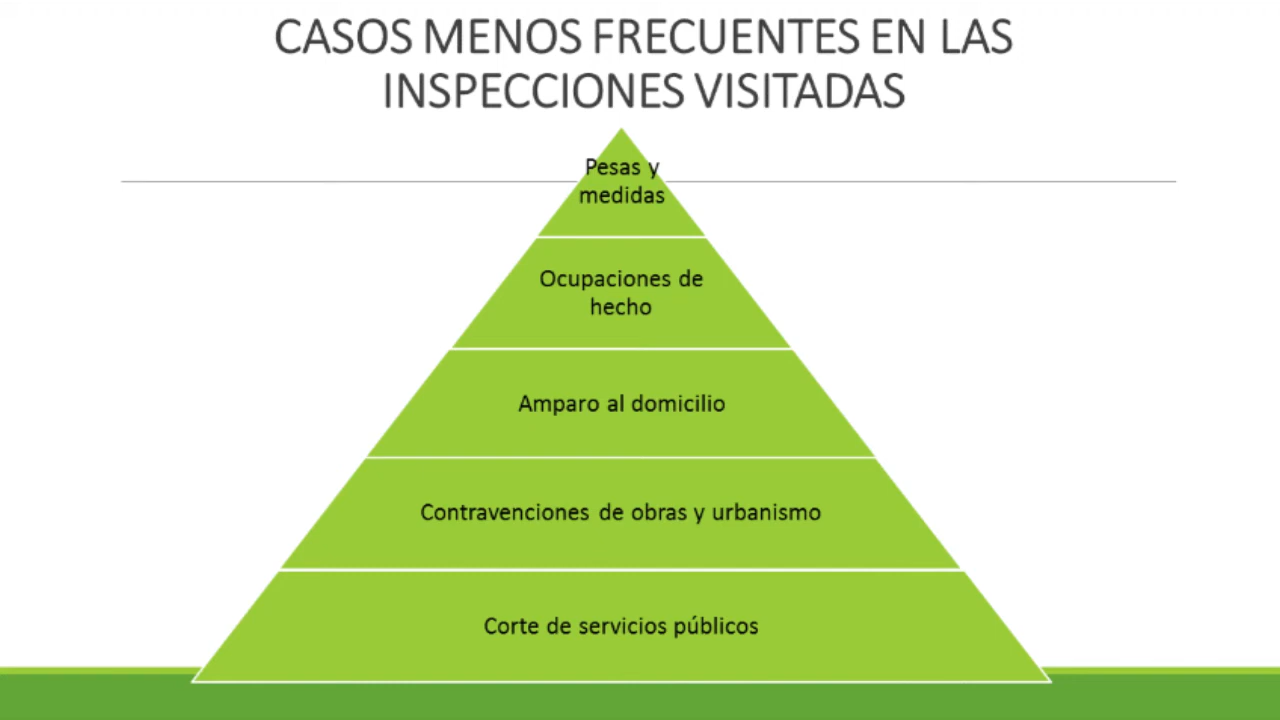 CASOS MENOS FRECUENTES EN LAS
INSPECCIONES VISITADAS
Pesas y
medidas
Ocupaciones de
hecho
Amparo al domicilio
Contravenciones de obras y urbanismo
Corte de servicios públicos